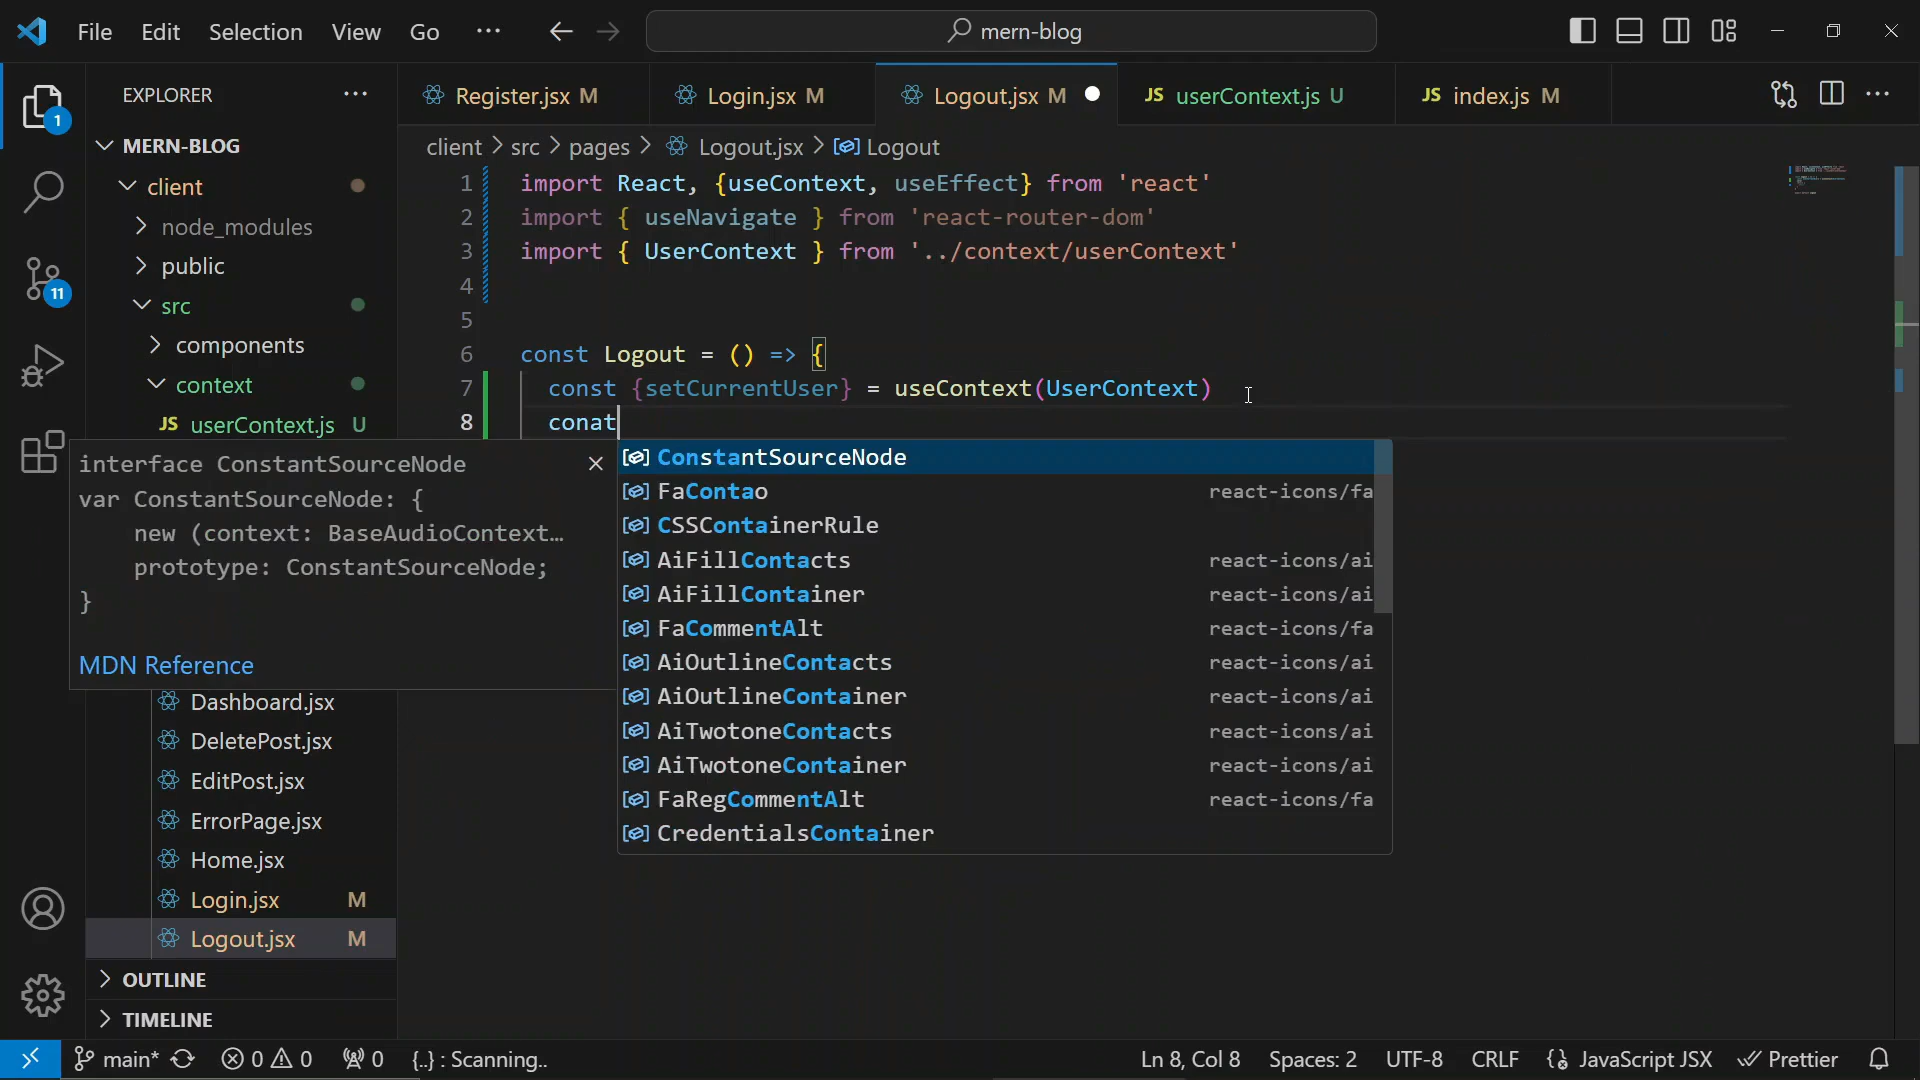 File Edit Selection View Go ··· mern-blog
EXPLORER ···
Register.jsx M Login.jsx M Logout.jsx M JS userContext.js U JS index.js M ···
MERN-BLOG
client
node_modules
public
src
components
context
JS userContext.js U
1
11
client > src > pages > Logout.jsx > Logout
1 import React, {useContext, useEffect} from 'react'
2 import { useNavigate } from 'react-router-dom'
3 import { UserContext } from '../context/userContext'
4
5
6 const Logout = () => {
7 const {setCurrentUser} = useContext(UserContext)
8 conat
interface ConstantSourceNode
var ConstantSourceNode: {
new (context: BaseAudioContext…
prototype: ConstantSourceNode;
}
MDN Reference
ConstantSourceNode
FaContao react-icons/fa
CSSContainerRule
AiFillContacts react-icons/ai
AiFillContainer react-icons/ai
FaCommentAlt react-icons/fa
AiOutlineContacts react-icons/ai
AiOutlineContainer react-icons/ai
AiTwotoneContacts react-icons/ai
AiTwotoneContainer react-icons/ai
FaRegCommentAlt react-icons/fa
CredentialsContainer
Dashboard.jsx
DeletePost.jsx
EditPost.jsx
ErrorPage.jsx
Home.jsx
Login.jsx M
Logout.jsx M
OUTLINE
TIMELINE
main* 0 0 0 {..} : Scanning.. Ln 8, Col 8 Spaces: 2 UTF-8 CRLF JavaScript JSX Prettier